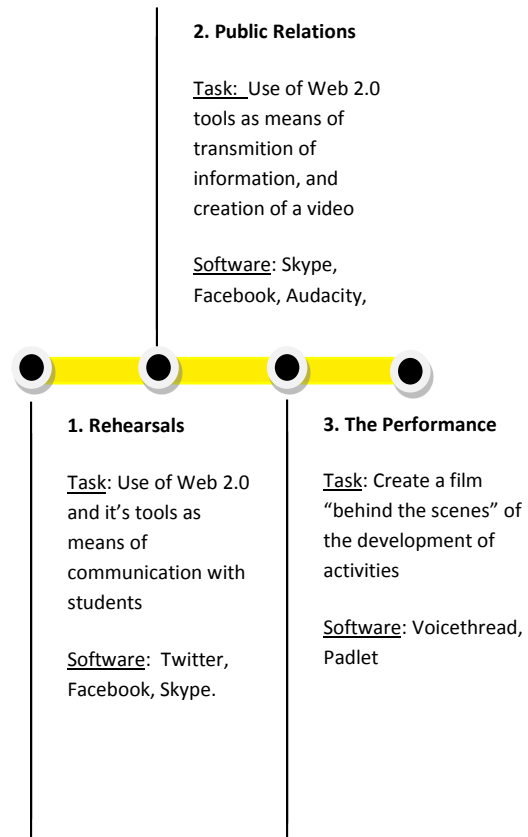 2. Public Relations
Task: Use of Web 2.0
tools as means of
transmition of
information, and
creation of a video
Software: Skype,
Facebook, Audacity,
1. Rehearsals
Task: Use of Web 2.0
and it's tools as
means of
communication with
students
Software: Twitter,
Facebook, Skype.
3. The Performance
Task: Create a film
“behind the scenes” of
the development of
activities
Software: Voicethread,
Padlet